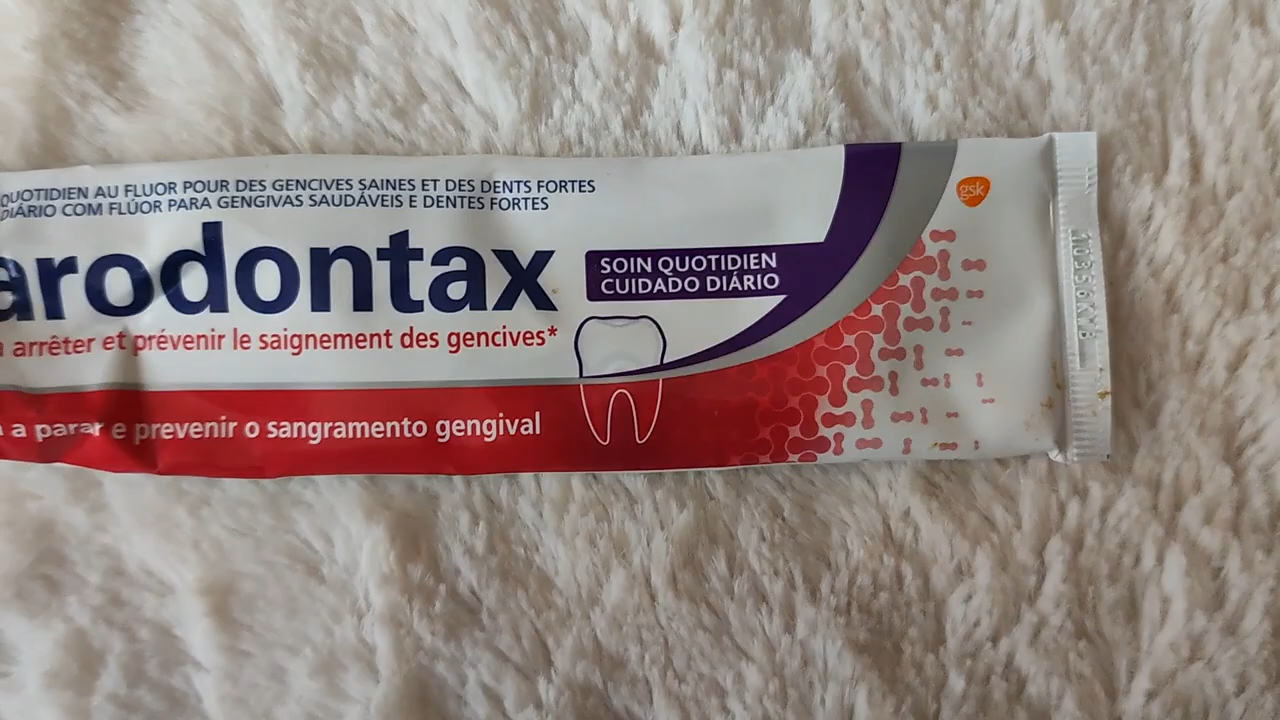 QUOTIDIEN AU FLUOR POUR DES GENCIVES SAINES ET DES DENTS FORTES
DIÁRIO COM FLÚOR PARA GENGIVAS SAUDÁVEIS E DENTES FORTES
arodontax
SOIN QUOTIDIEN
CUIDADO DIÁRIO
arrêter et prévenir le saignement des gencives*
a parar e prevenir o sangramento gengival
gsk